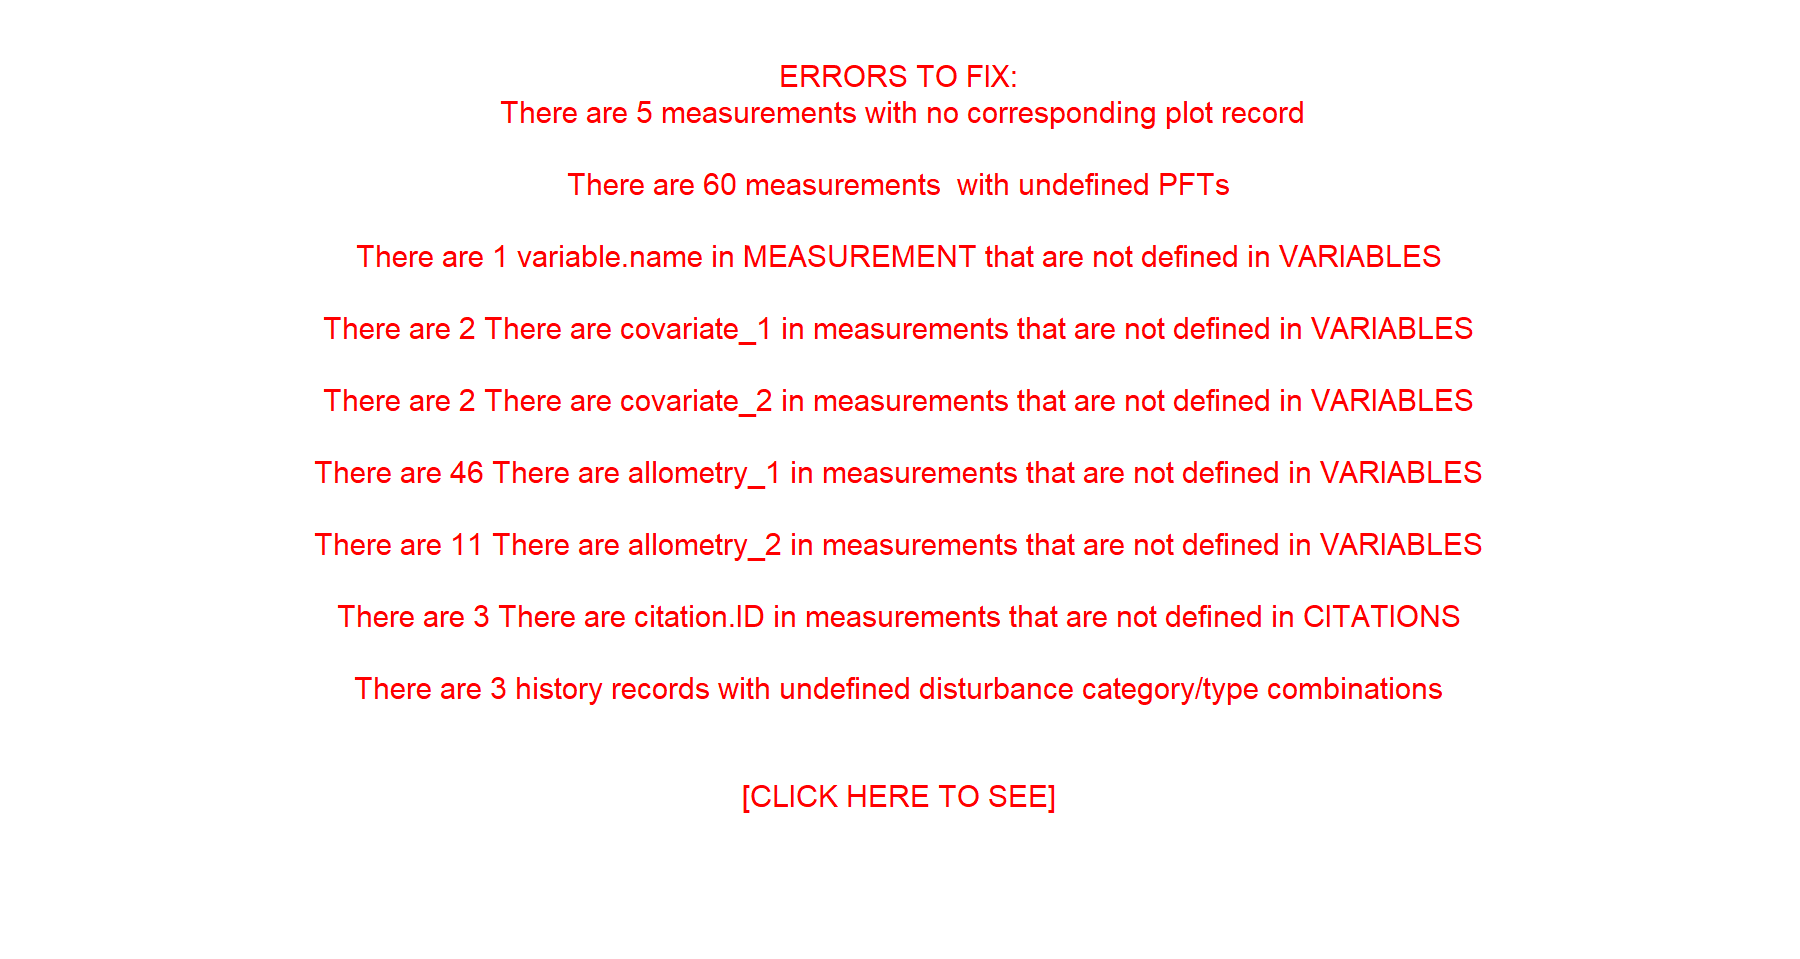 ERRORS TO FIX:
There are 5 measurements with no corresponding plot record
There are 60 measurements  with undefined PFTs
There are 1 variable.name in MEASUREMENT that are not defined in VARIABLES
There are 2 There are covariate_1 in measurements that are not defined in VARIABLES
There are 2 There are covariate_2 in measurements that are not defined in VARIABLES
There are 46 There are allometry_1 in measurements that are not defined in VARIABLES
There are 11 There are allometry_2 in measurements that are not defined in VARIABLES
There are 3 There are citation.ID in measurements that are not defined in CITATIONS
There are 3 history records with undefined disturbance category/type combinations
[CLICK HERE TO SEE]